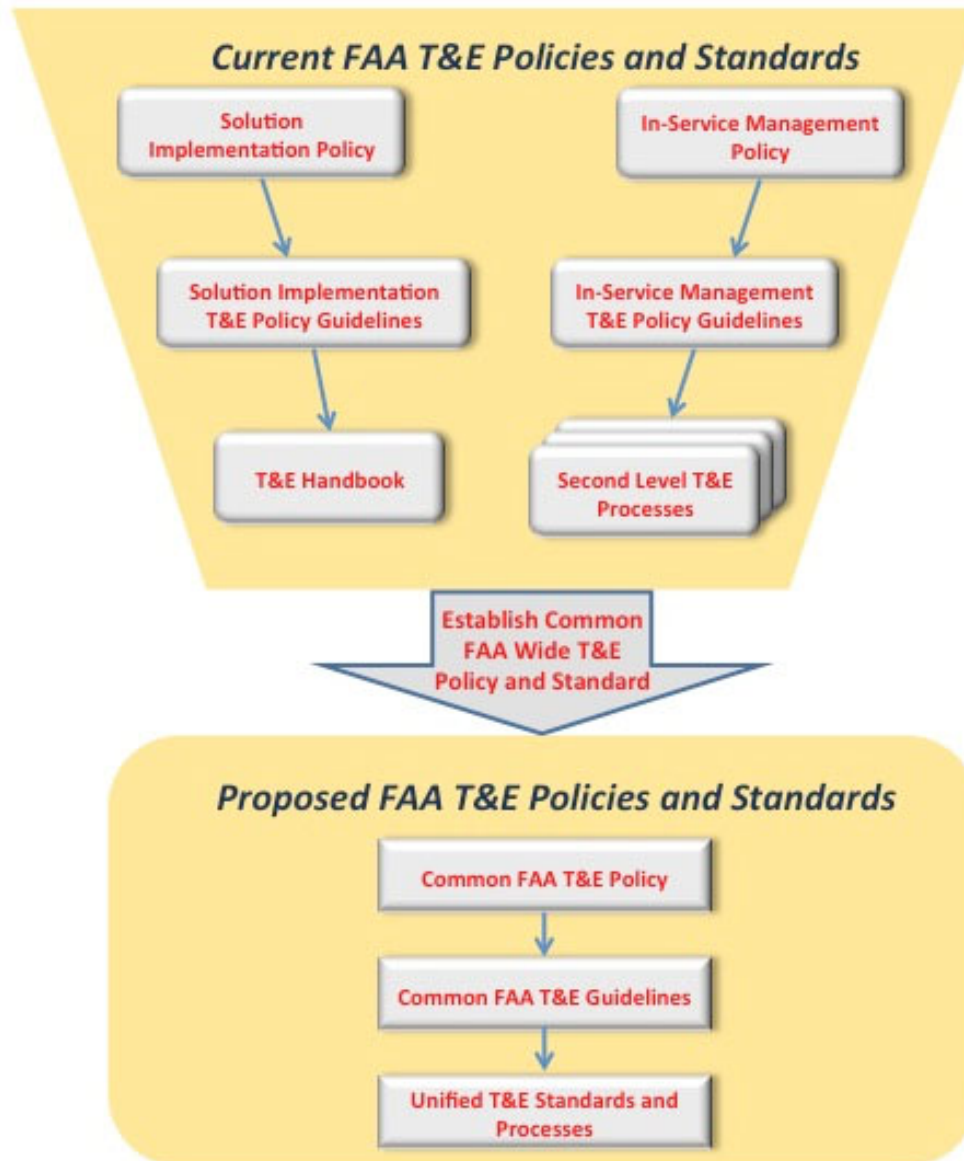 Current FAA T&E Policies and Standards
Solution
Implementation Policy
In-Service Management
Policy
Solution Implementation
T&E Policy Guidelines
In-Service Management
T&E Policy Guidelines
T&E Handbook
Second Level T&E
Processes
Establish Common
FAA Wide T&E
Policy and Standard
Proposed FAA T&E Policies and Standards
Common FAA T&E Policy
Common FAA T&E Guidelines
Unified T&E Standards and
Processes